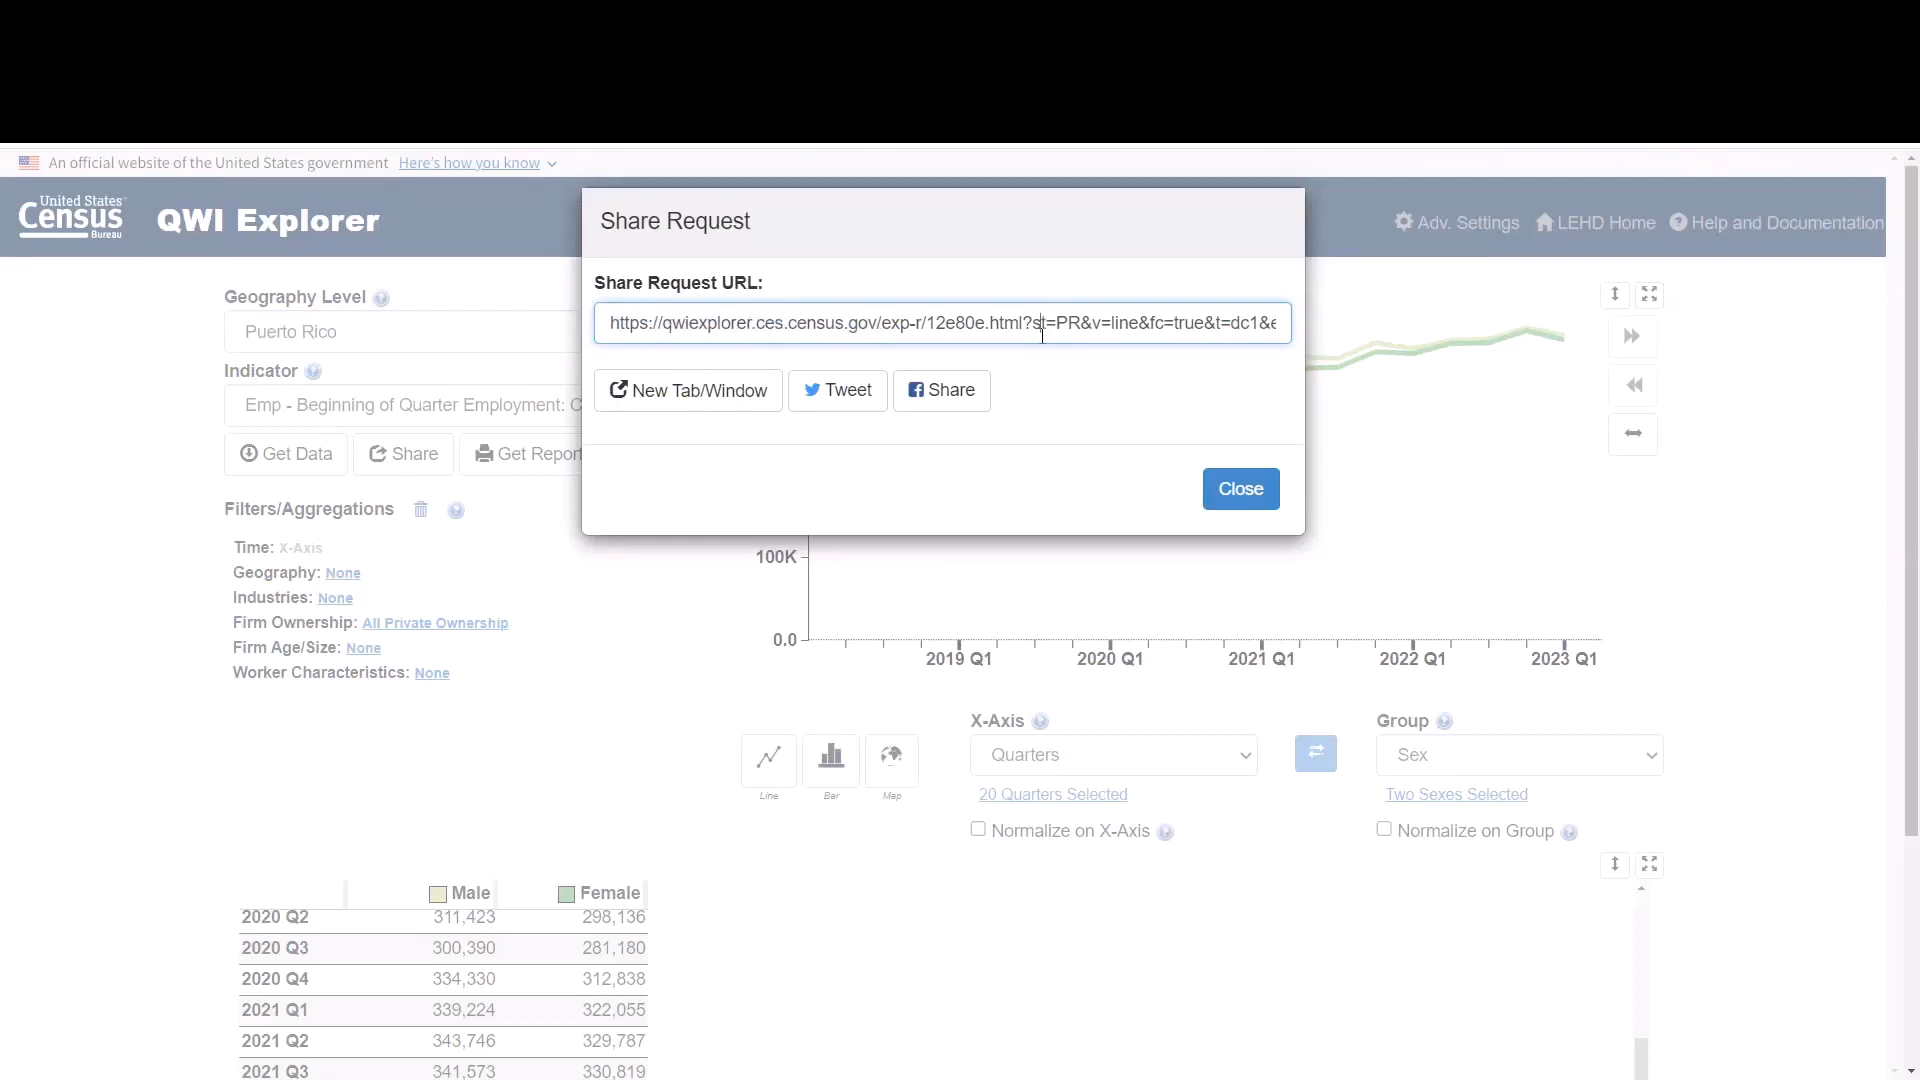 An official website of the United States government Here's how you know
United States
Census
Bureau
QWI Explorer
Adv. Settings LEHD Home Help and Documentation
Share Request
Share Request URL:
https://qwiexplorer.ces.census.gov/exp-r/12e80e.html?st=PR&v=line&fc=true&t=dc1&e
New Tab/Window Tweet Share
Close
Geography Level
Puerto Rico
Indicator
Emp - Beginning of Quarter Employment: C
Get Data Share Get Report
Filters/Aggregations
Time: X-Axis
Geography: None
Industries: None
Firm Ownership: All Private Ownership
Firm Age/Size: None
Worker Characteristics: None
100K
0.0
2019 Q1 2020 Q1 2021 Q1 2022 Q1 2023 Q1
Line Bar Map
X-Axis
Quarters
20 Quarters Selected
Normalize on X-Axis
Group
Sex
Two Sexes Selected
Normalize on Group
Male Female
2020 Q2 311,423 298,136
2020 Q3 300,390 281,180
2020 Q4 334,330 312,838
2021 Q1 339,224 322,055
2021 Q2 343,746 329,787
2021 Q3 341,573 330,819